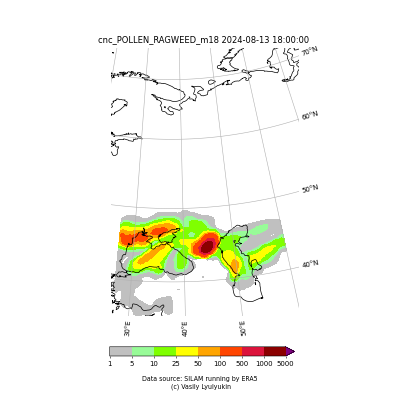 cnc_POLLEN_RAGWEED_m18 2024-08-13 18:00:00
70°N
60°N
50°N
40°N
30°E 40°E 50°E
1 5 10 25 50 100 500 1000 5000
Data source: SILAM running by ERA5
(c) Vasily Lyulyukin